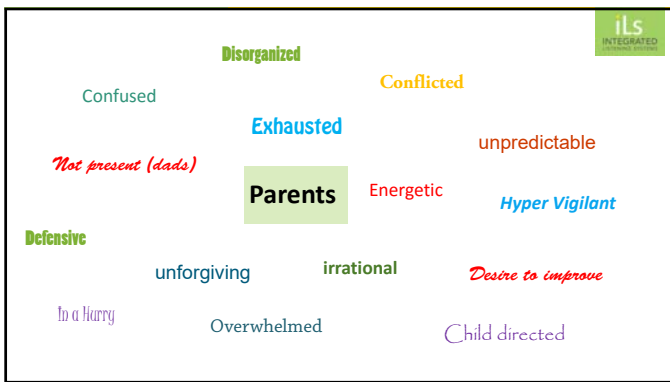 iLs
INTEGRATED
LISTENING SYSTEMS
Disorganized
Conflicted
Confused
Exhausted
unpredictable
Not present (dads)
Parents
Energetic
Hyper Vigilant
Defensive
unforgiving
irrational
Desire to improve
In a Hurry
Overwhelmed
Child directed